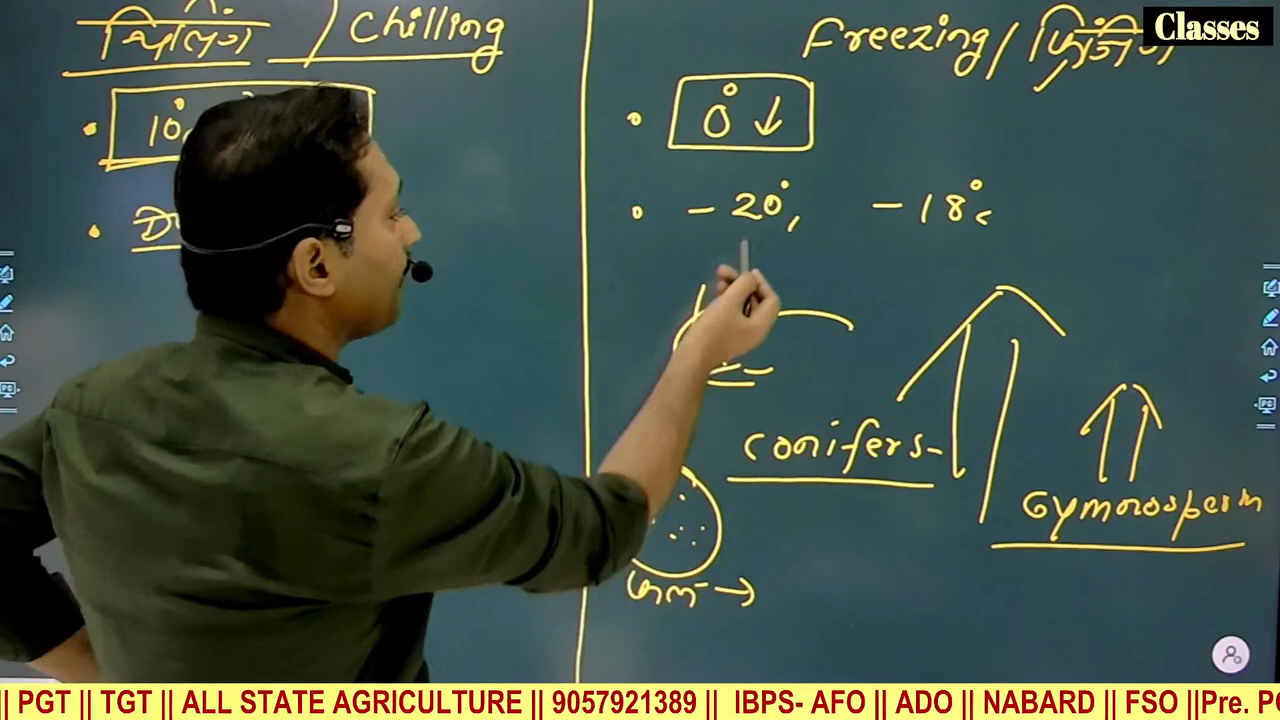 चिलिंग / Chilling
10°
Freezing / फ्रिजिंग
0° ↓
-20°, -18°c
conifers-
Gymnosperm
जल →
Classes
|| PGT || TGT || ALL STATE AGRICULTURE || 9057921389 || IBPS- AFO || ADO || NABARD || FSO ||Pre. P